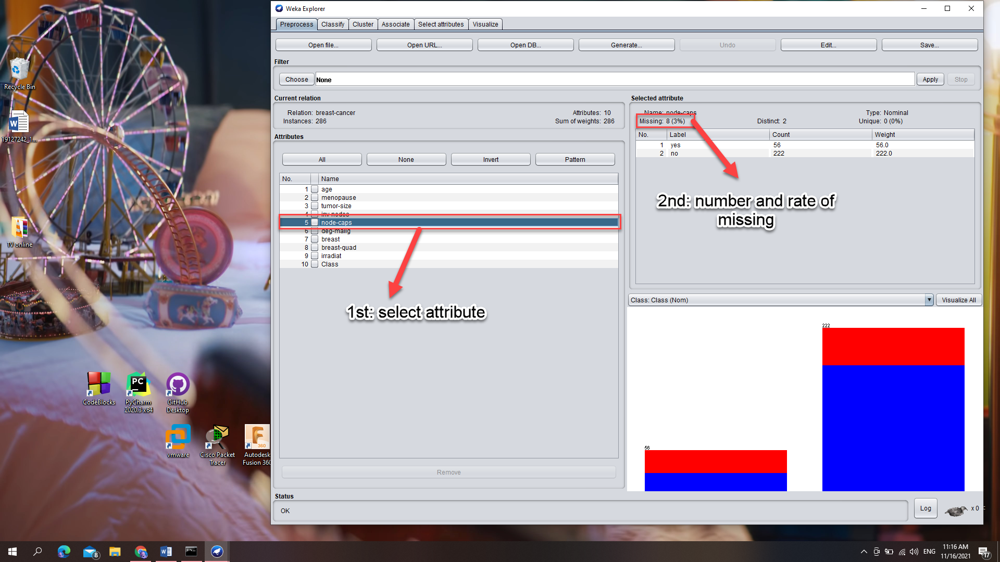 Weka Explorer
Preprocess Classify Cluster Associate Select attributes Visualize
Open file... Open URL... Open DB... Generate... Undo Edit... Save...
Filter
Choose None Apply Stop
Current relation
Relation: breast-cancer Attributes: 10
Instances: 286 Sum of weights: 286
Selected attribute
Name: node-caps Type: Nominal
Missing: 8 (3%) Distinct: 2 Unique: 0 (0%)
No. Label Count Weight
1 yes 56 56.0
2 no 222 222.0
Attributes
All None Invert Pattern
No. Name
1 age
2 menopause
3 tumor-size
4 inv-nodes
5 node-caps
6 deg-malig
7 breast
8 breast-quad
9 irradiat
10 Class
2nd: number and rate of
missing
1st: select attribute
Class: Class (Nom) Visualize All
222
56
Remove
Status
OK
Log x 0
Recycle Bin
W
19127242_1...
TV online
CodeBlocks
PC
PyCharm
2020.3 x64
GitHub
Desktop
vmware
Cisco Packet
Tracer
F
360
Autodesk
Fusion 360
8
W
ENG
11:16 AM
11/16/2021
17